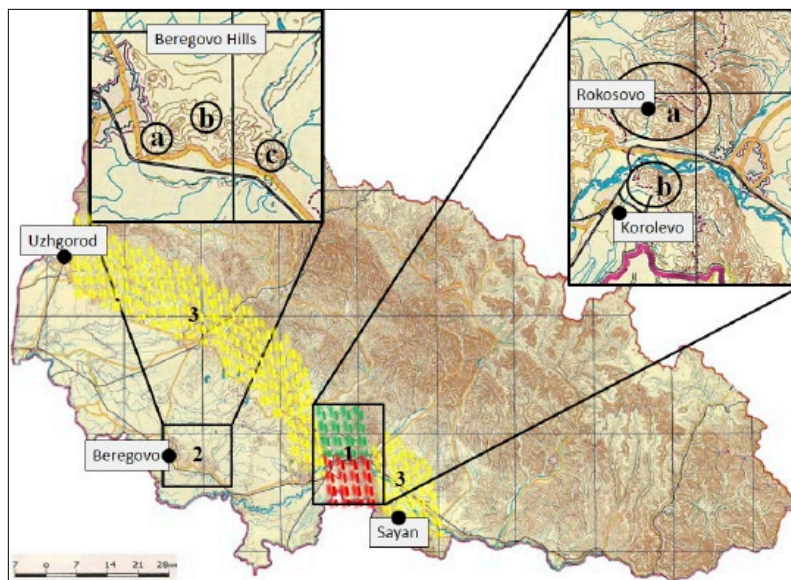 Beregovo Hills
a
b
c
Rokosovo
a
b
Korolevo
Uzhgorod
3
Beregovo
2
1
3
Sayan
7 0 7 14 21 28